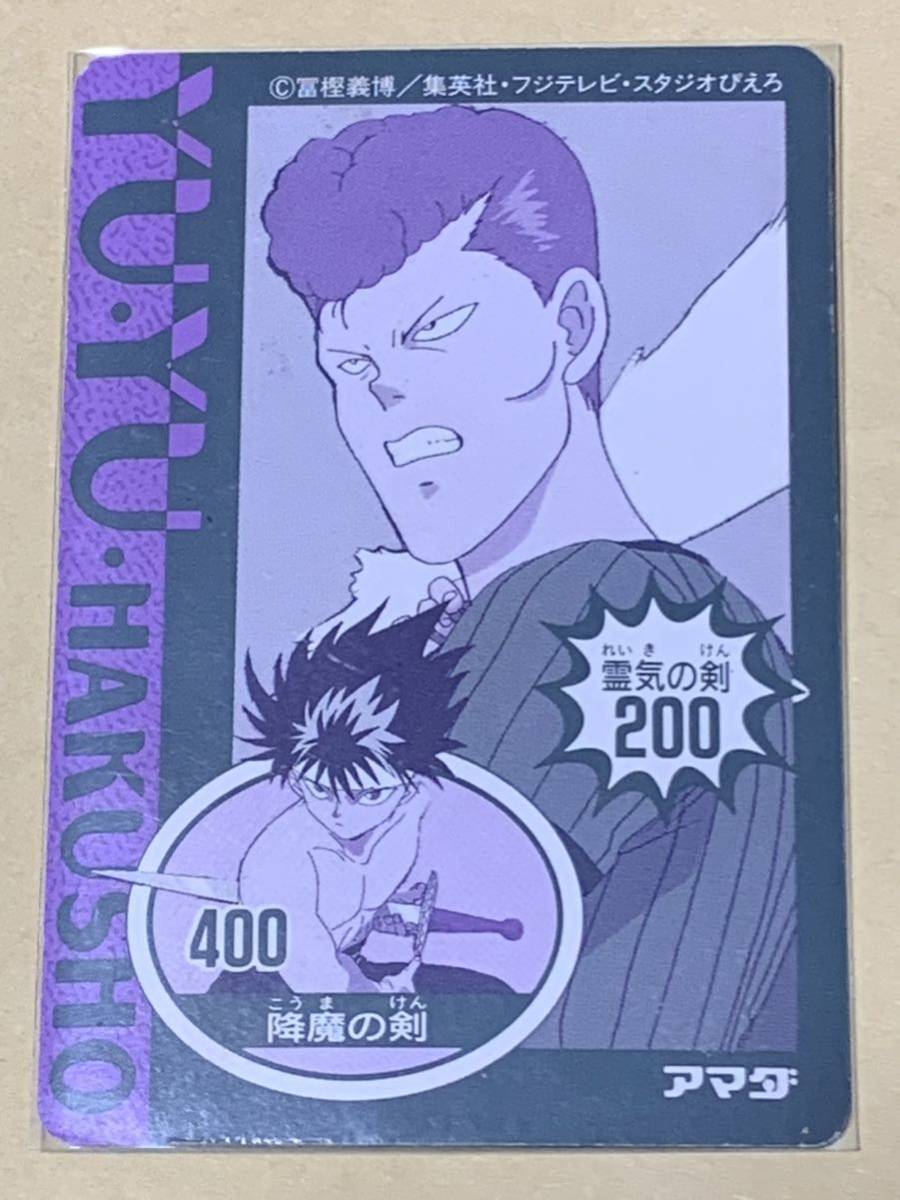 ©冨樫義博／集英社・フジテレビ・スタジオぴえろ
YU・YU・HAKUSHO
れいき けん
霊気の剣
200
400
こうま けん
降魔の剣
アマダ